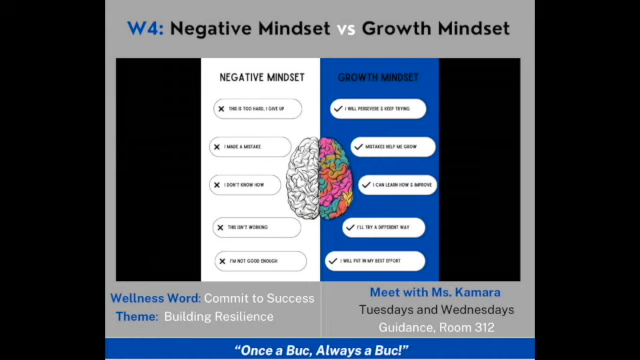 W4: Negative Mindset vs Growth Mindset
NEGATIVE MINDSET
GROWTH MINDSET
THIS IS TOO HARD. I GIVE UP
I WILL PERSEVERE & KEEP TRYING
I MADE A MISTAKE
MISTAKES HELP ME GROW
I DON'T KNOW HOW
I CAN LEARN HOW & IMPROVE
THIS ISN'T WORKING
I'LL TRY A DIFFERENT WAY
I'M NOT GOOD ENOUGH
I WILL PUT IN MY BEST EFFORT
Wellness Word: Commit to Success
Theme: Building Resilience
Meet with Ms. Kamara
Tuesdays and Wednesdays
Guidance, Room 312
“Once a Buc, Always a Buc!”